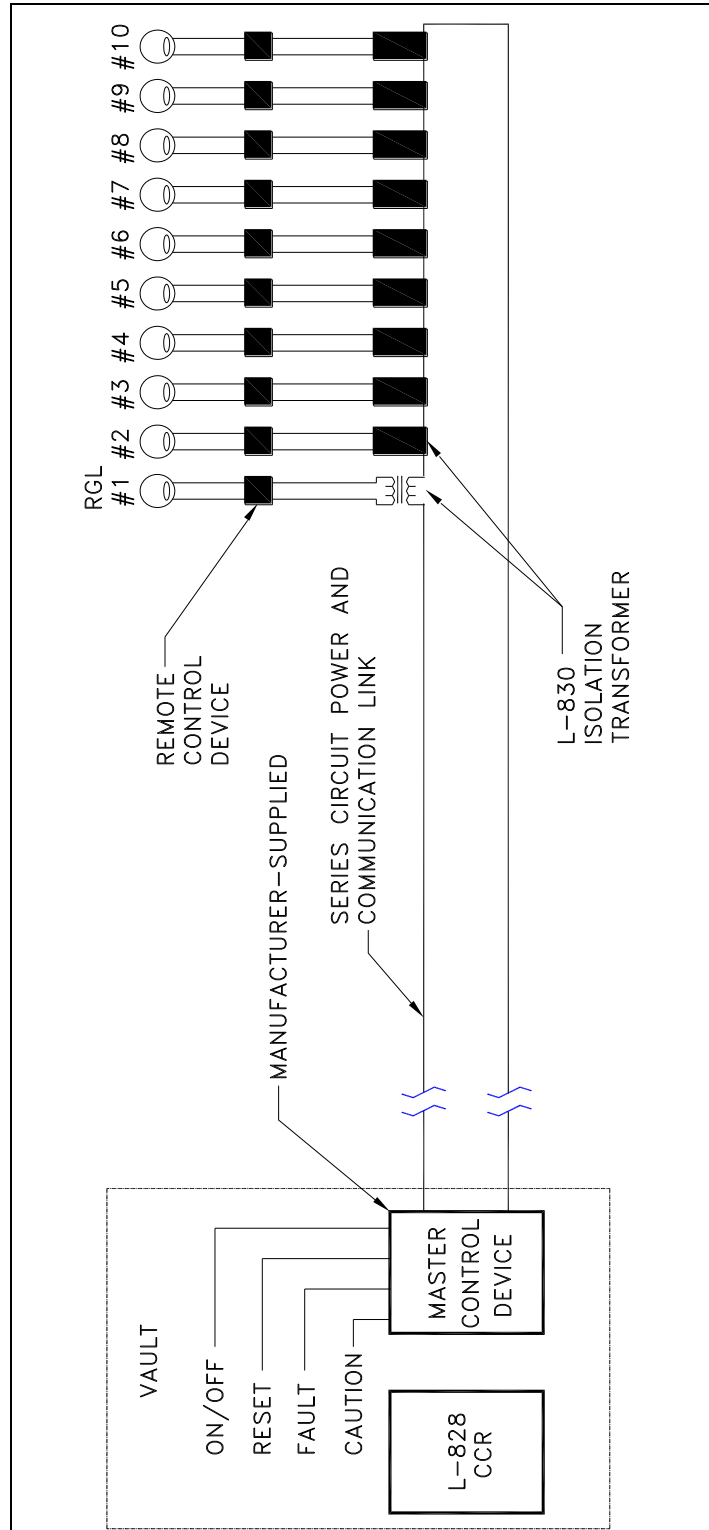 VAULT
ON/OFF
RESET
FAULT
CAUTION
L-828
CCR
MASTER
CONTROL
DEVICE
MANUFACTURER-SUPPLIED
SERIES CIRCUIT POWER AND
COMMUNICATION LINK
REMOTE
CONTROL
DEVICE
L-830
ISOLATION
TRANSFORMER
RGL
#1
#2
#3
#4
#5
#6
#7
#8
#9
#10